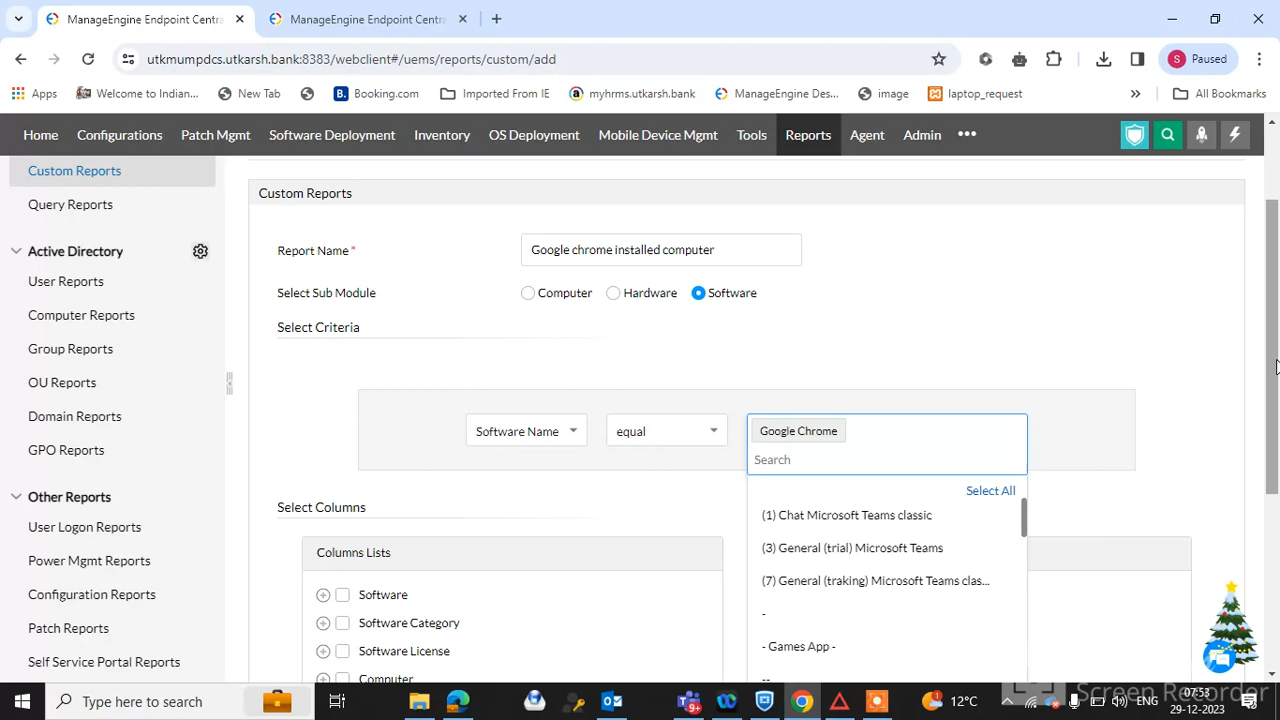 ManageEngine Endpoint Centra
ManageEngine Endpoint Centra
utkmumpdcs.utkarsh.bank:8383/webclient#/uems/reports/custom/add
S
Paused
Apps
Welcome to Indian...
New Tab
Booking.com
Imported From IE
myhrms.utkarsh.bank
ManageEngine Des...
image
laptop_request
All Bookmarks
Home
Configurations
Patch Mgmt
Software Deployment
Inventory
OS Deployment
Mobile Device Mgmt
Tools
Reports
Agent
Admin
Custom Reports
Query Reports
Active Directory
User Reports
Computer Reports
Group Reports
OU Reports
Domain Reports
GPO Reports
Other Reports
User Logon Reports
Power Mgmt Reports
Configuration Reports
Patch Reports
Self Service Portal Reports
Custom Reports
Report Name*
Google chrome installed computer
Select Sub Module
Computer
Hardware
Software
Select Criteria
Software Name
equal
Google Chrome
Search
Select All
(1) Chat Microsoft Teams classic
(3) General (trial) Microsoft Teams
(7) General (traking) Microsoft Teams clas...
-
- Games App -
--
Select Columns
Columns Lists
Software
Software Category
Software License
Computer
Type here to search
9+
12°C
ENG
07:53
29-12-2023
Screen Recorder